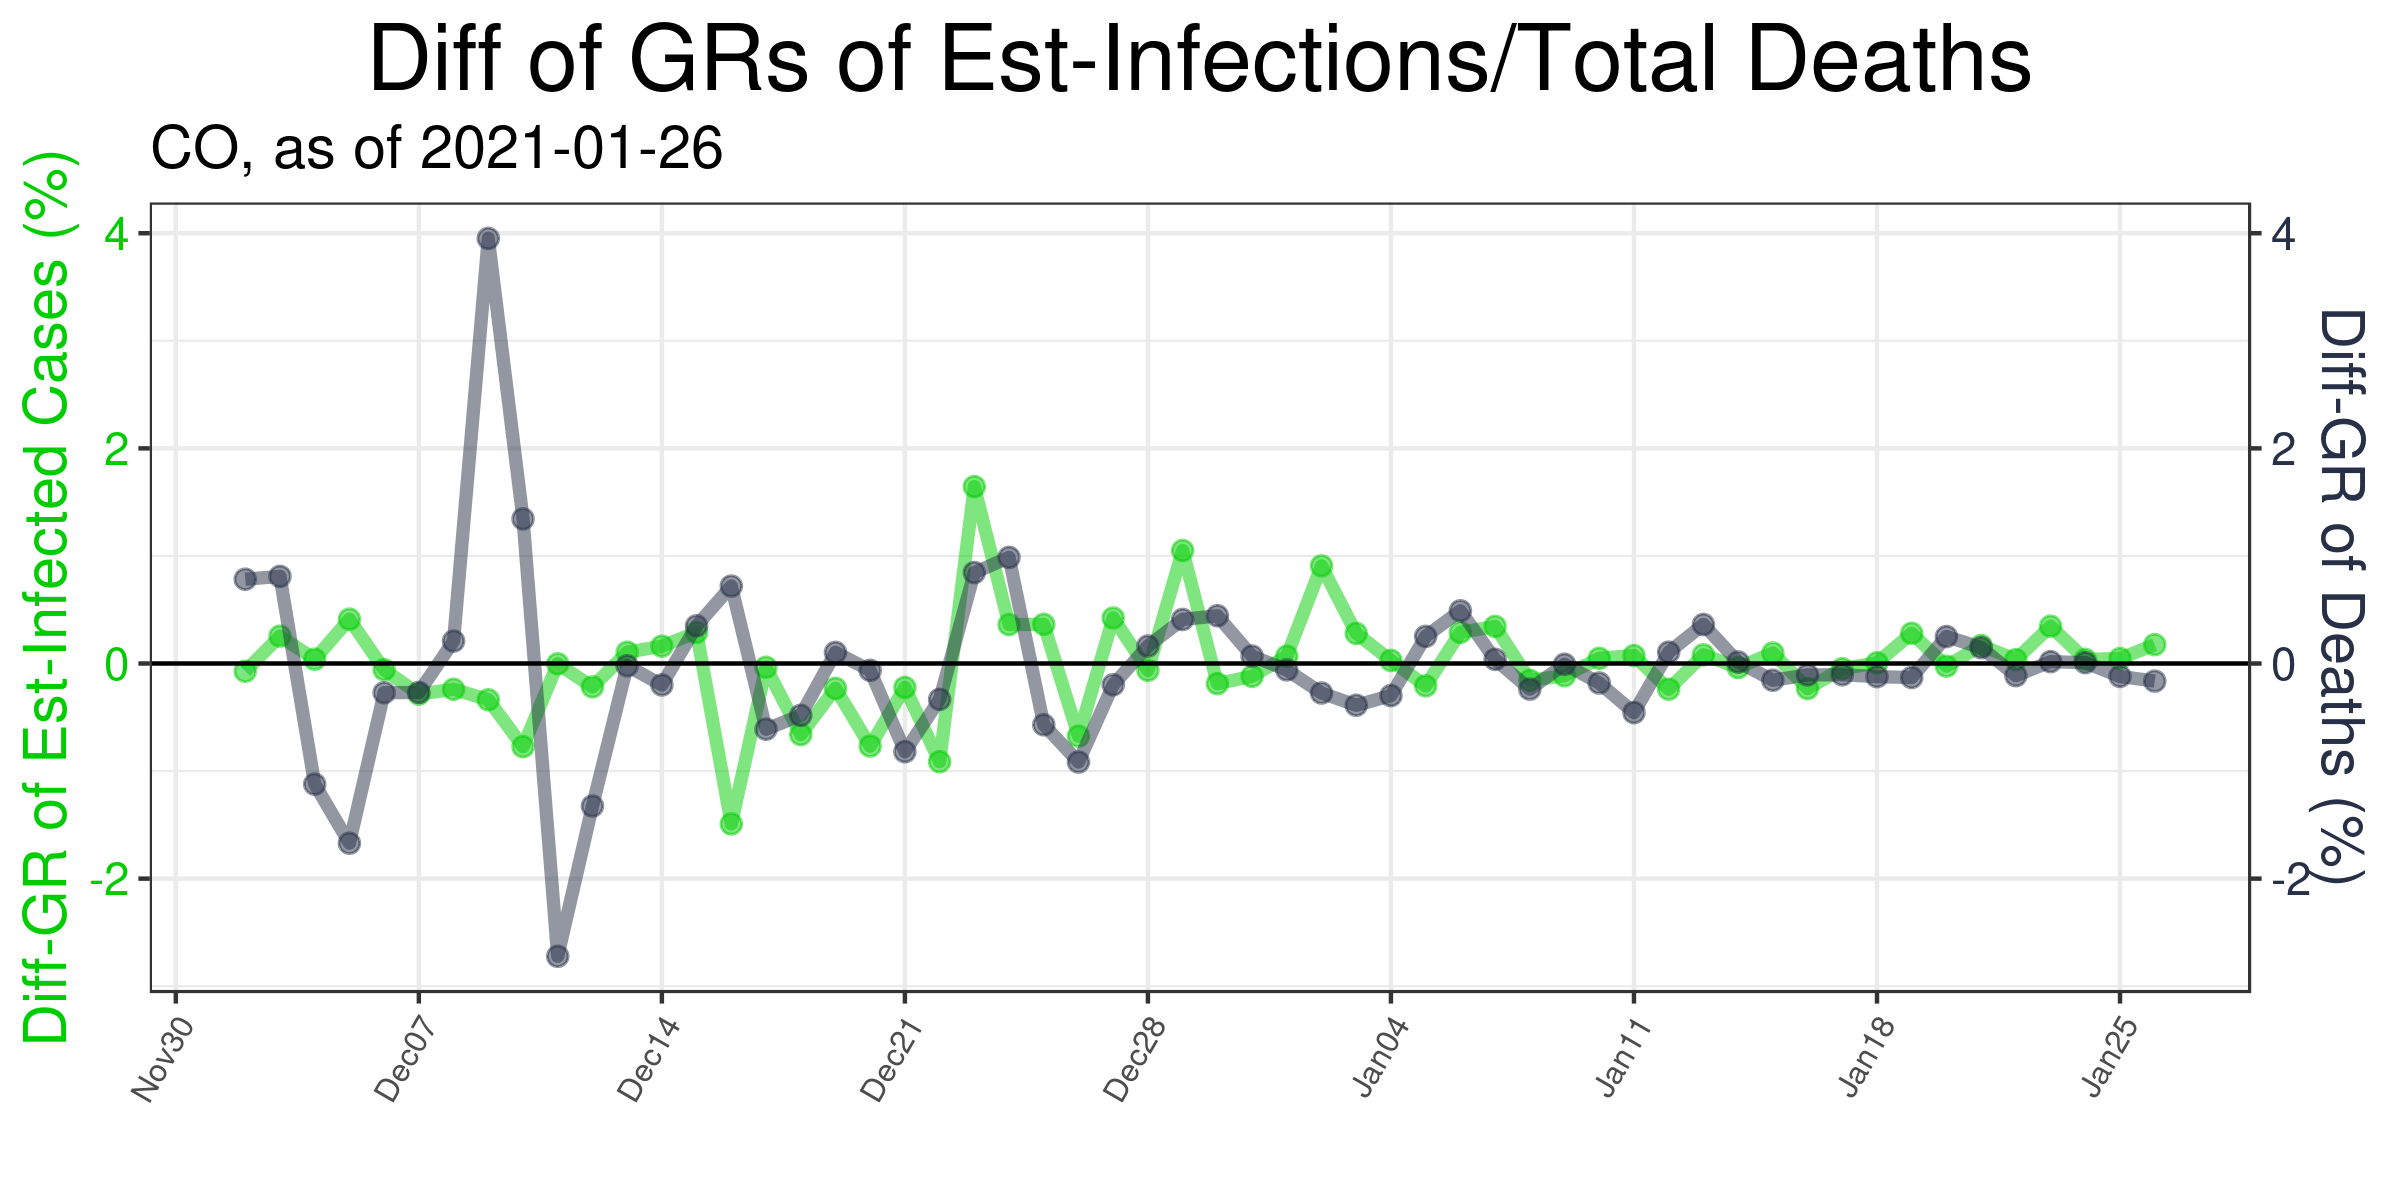 Diff of GRs of Est-Infections/Total Deaths
CO, as of 2021-01-26
Diff-GR of Est-Infected Cases (%)
4
2
0
-2
4
2
0
-2
Diff-GR of Deaths (%)
Nov30
Dec07
Dec14
Dec21
Dec28
Jan04
Jan11
Jan18
Jan25